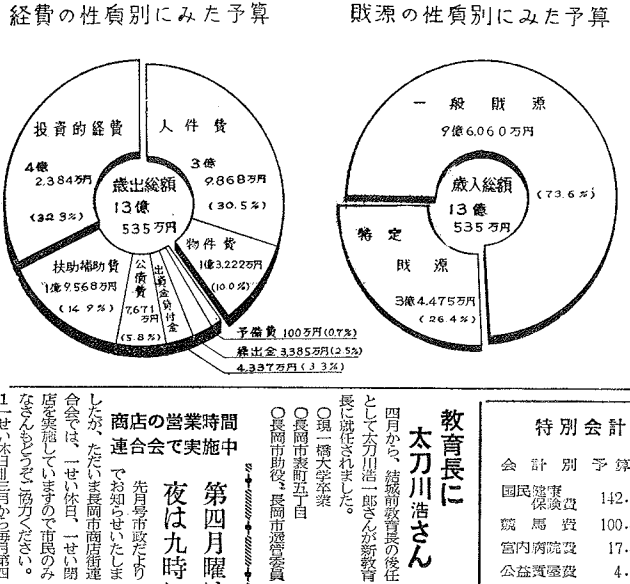 経費の性質別にみた予算
投資的経費
4億
2,384万円
(32.3%)
人件費
3億
9,868万円
(30.5%)
歳出総額
13億
535万円
物件費
1億3,222万円
(10.0%)
扶助補助費
1億9,568万円
(14.9%)
公債費
7,671
万円
(5.8%)
出資金貸付金
予備費 100万円(0.7%)
繰出金 3,385万円(2.5%)
4,337万円(3.3%)
財源の性質別にみた予算
一般財源
9億6,060万円
(73.6%)
歳入総額
13億
535万円
特定
財源
3億4,475万円
(26.4%)
特別会計
会計別 予算
国民健康
保険費 142.
競馬費 100.
宮内病院費 17.
公益質屋費 4.
教育長に
太刀川浩さん
四月から、結城前教育長の後任
として太刀川浩一郎さんが新教育
長に就任されました。
○現一橋大学卒業
○長岡市表町五丁目
○長岡市助役、長岡市選管委員
商店の営業時間
連合会で実施中
第四月曜
夜は九時
先月号市政だより
でお知らせいたしま
したが、ただいま長岡市商店街連
合会では、一せい休日、一せい閉
店を実施していますので市民のみ
なさんもどうぞご協力ください。
1一せい休日 三月から毎月第四